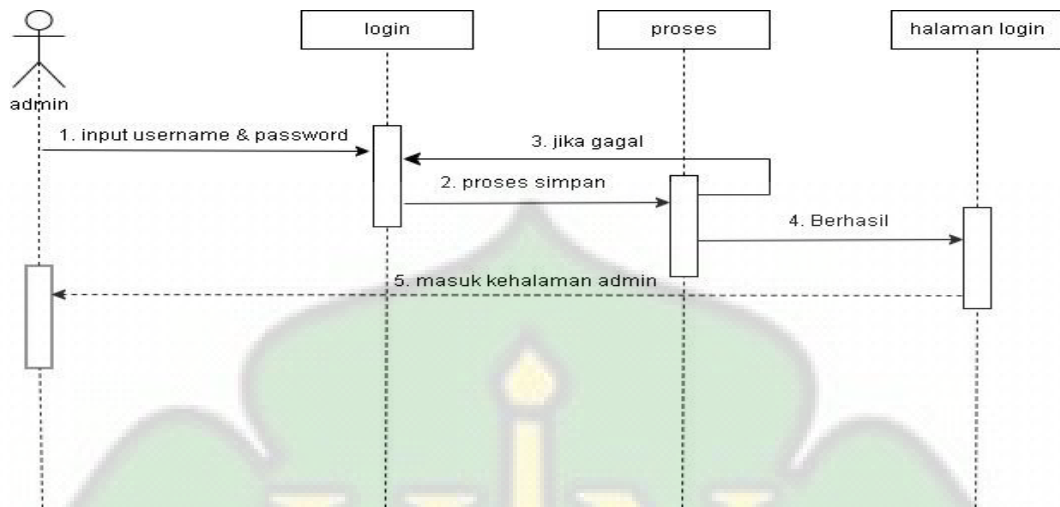 login
proses
halaman login
admin
1. input username & password
3. jika gagal
2. proses simpan
4. Berhasil
5. masuk kehalaman admin